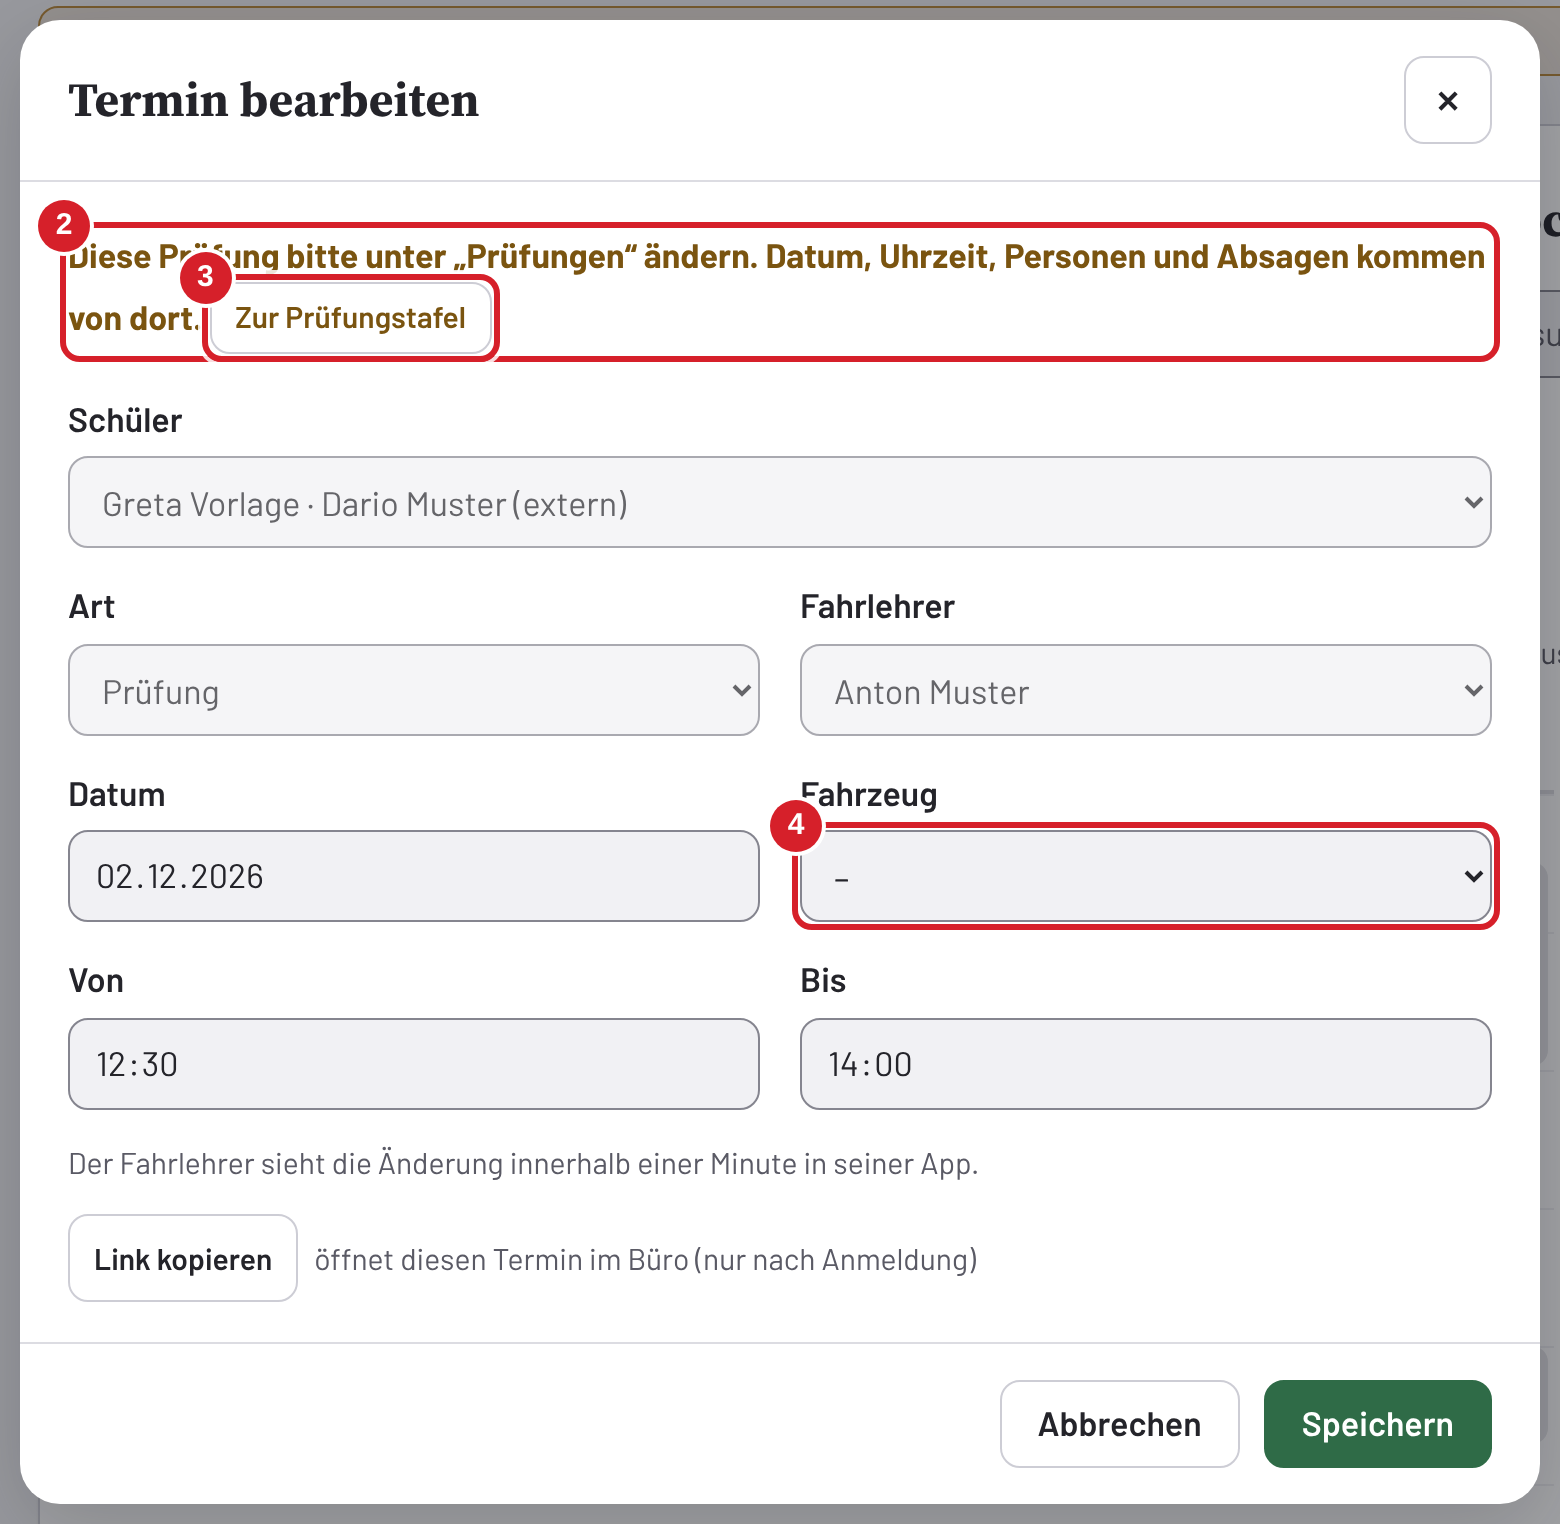 Termin bearbeiten
×
2
Diese Prüfung bitte unter „Prüfungen“ ändern. Datum, Uhrzeit, Personen und Absagen kommen
von dort.
3
Zur Prüfungstafel
Schüler
Greta Vorlage · Dario Muster (extern)
Art
Fahrlehrer
Prüfung
Anton Muster
Datum
Fahrzeug
02.12.2026
4
–
Von
Bis
12:30
14:00
Der Fahrlehrer sieht die Änderung innerhalb einer Minute in seiner App.
Link kopieren
öffnet diesen Termin im Büro (nur nach Anmeldung)
Abbrechen
Speichern